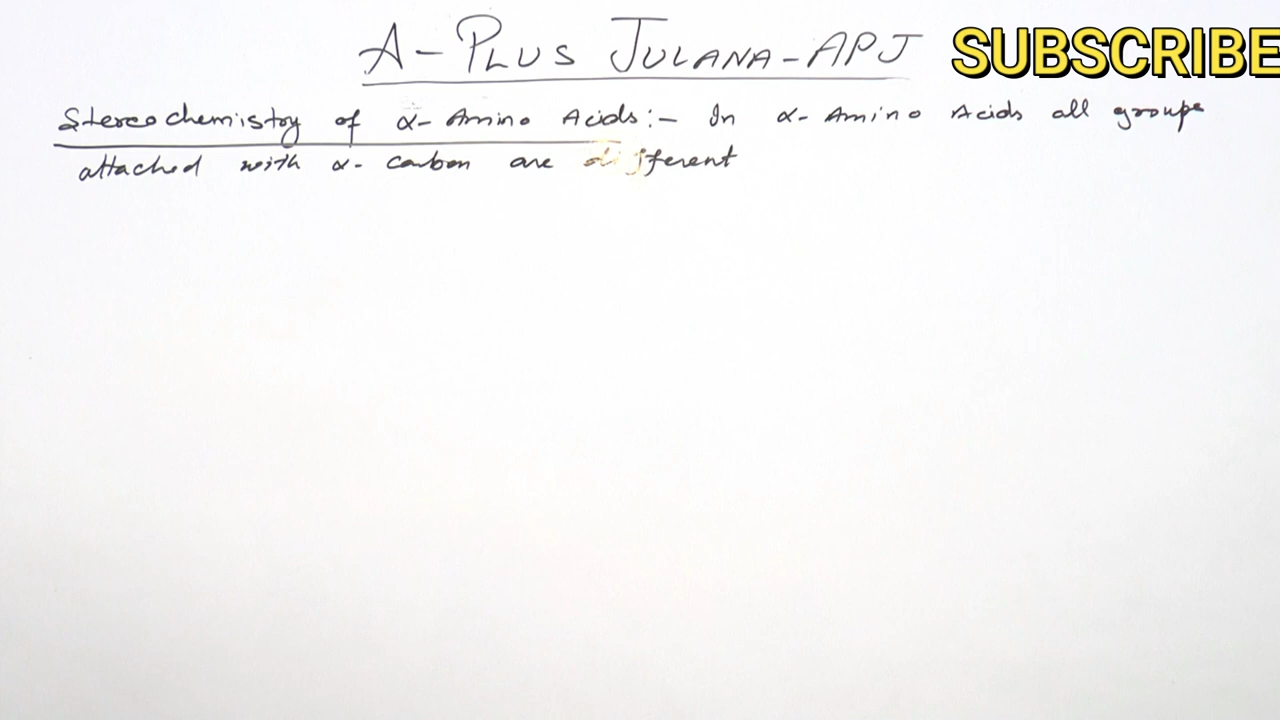 A-PLUS JULANA-APJ
SUBSCRIBE
Stereochemistry of α- Amino Acids:- In α- Amino Acids all groups
attached with α- carbon are different